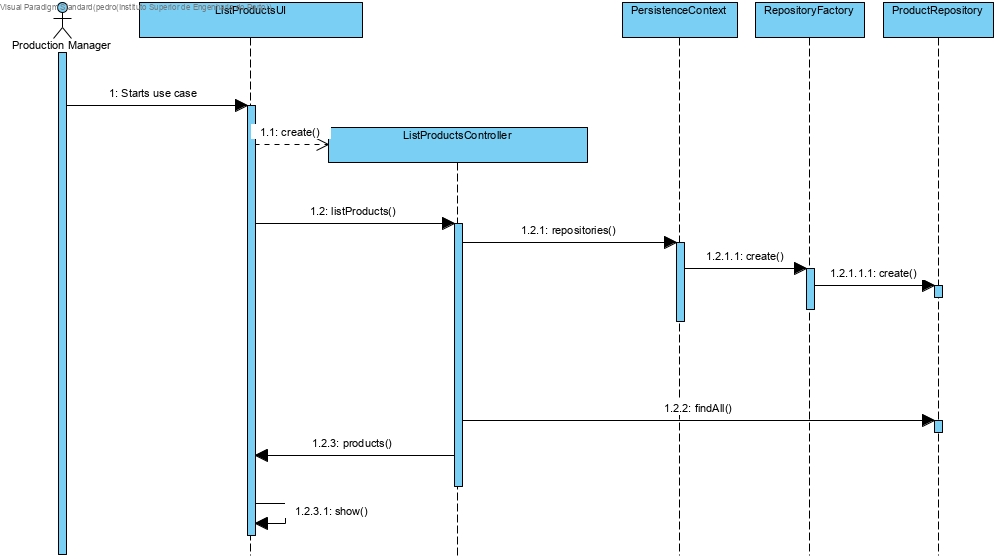 Visual Paradigm Standard(pedro(Instituto Superior de Engenharia do Porto))
ListProductsUI
PersistenceContext
RepositoryFactory
ProductRepository
Production Manager
1: Starts use case
1.1: create()
ListProductsController
1.2: listProducts()
1.2.1: repositories()
1.2.1.1: create()
1.2.1.1.1: create()
1.2.2: findAll()
1.2.3: products()
1.2.3.1: show()